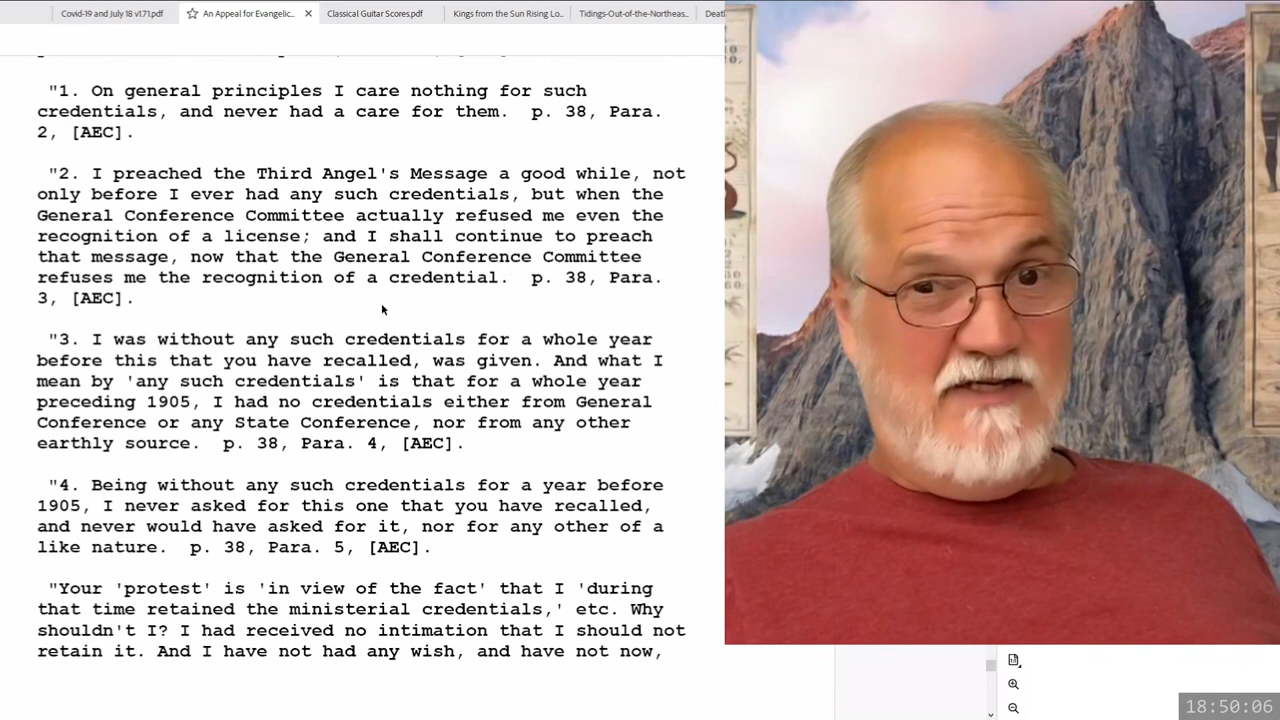 Covid-19 and July 18 v1.71.pdf
An Appeal for Evangelic...
Classical Guitar Scores.pdf
Kings from the Sun Rising Lo...
Tidings-Out-of-the-Northeas...
Deat
"1. On general principles I care nothing for such
credentials, and never had a care for them. p. 38, Para.
2, [AEC].
"2. I preached the Third Angel's Message a good while, not
only before I ever had any such credentials, but when the
General Conference Committee actually refused me even the
recognition of a license; and I shall continue to preach
that message, now that the General Conference Committee
refuses me the recognition of a credential. p. 38, Para.
3, [AEC].
"3. I was without any such credentials for a whole year
before this that you have recalled, was given. And what I
mean by 'any such credentials' is that for a whole year
preceding 1905, I had no credentials either from General
Conference or any State Conference, nor from any other
earthly source. p. 38, Para. 4, [AEC].
"4. Being without any such credentials for a year before
1905, I never asked for this one that you have recalled,
and never would have asked for it, nor for any other of a
like nature. p. 38, Para. 5, [AEC].
"Your 'protest' is 'in view of the fact' that I 'during
that time retained the ministerial credentials,' etc. Why
shouldn't I? I had received no intimation that I should not
retain it. And I have not had any wish, and have not now,
18:50:06